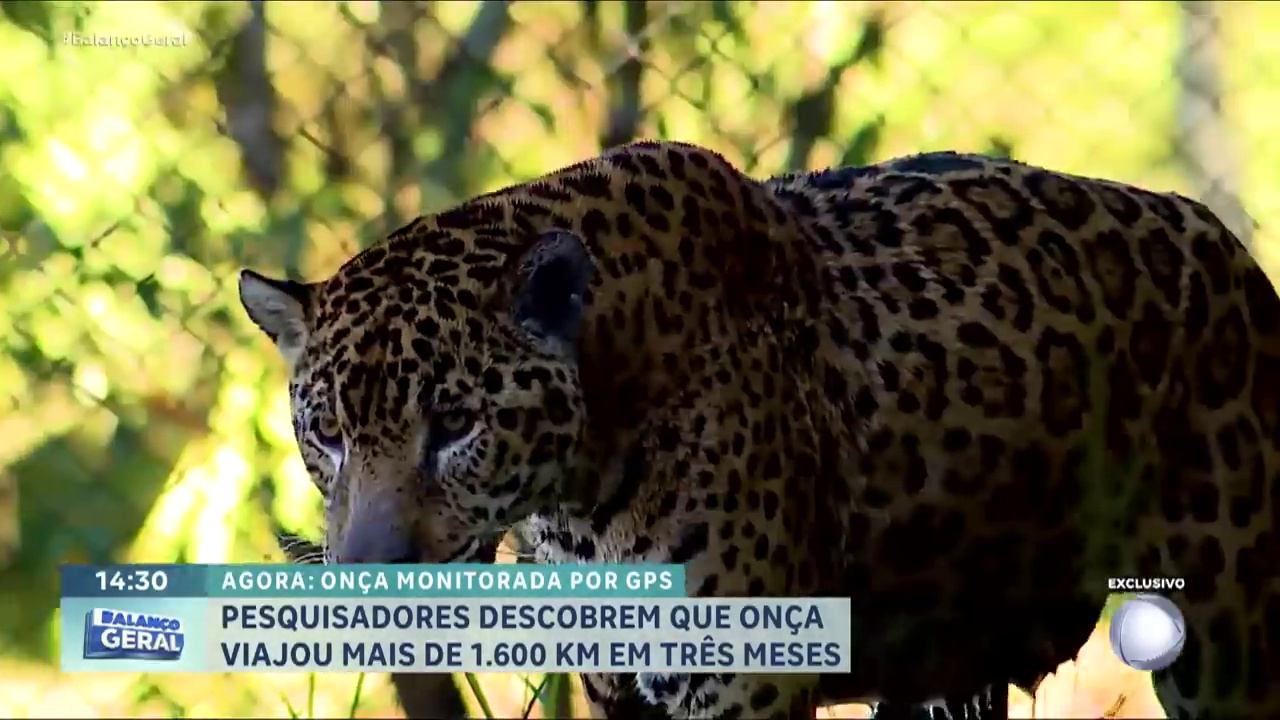 #BalançoGeral
14:30
AGORA: ONÇA MONITORADA POR GPS
BALANÇO
GERAL
PESQUISADORES DESCOBREM QUE ONÇA
VIAJOU MAIS DE 1.600 KM EM TRÊS MESES
EXCLUSIVO